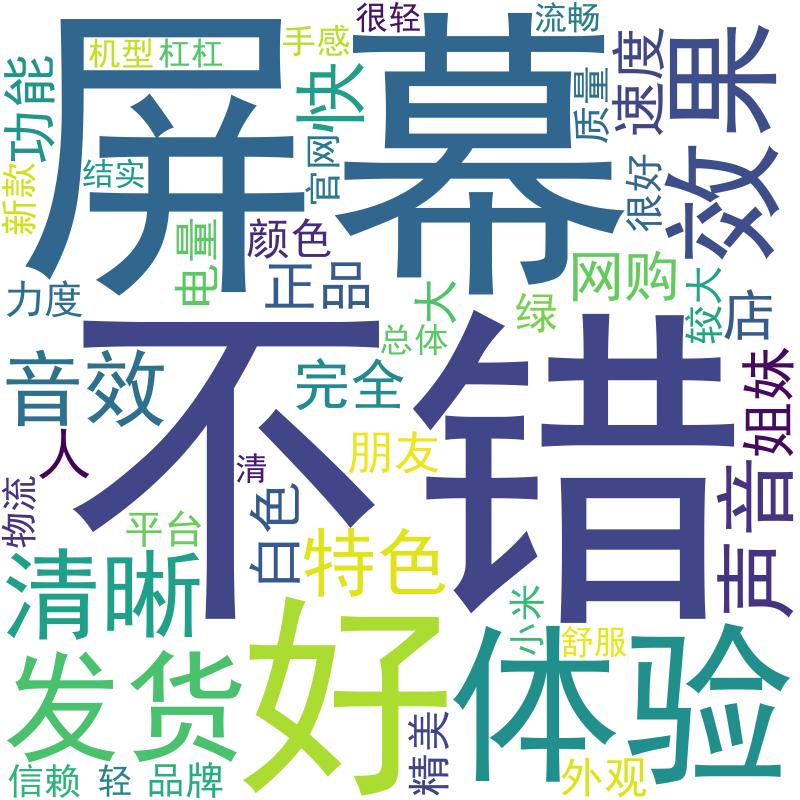 屏幕
很轻
流畅
手感
机型
杠杠
功能
快
质量
速度
效果
新款
结实
官网
很好
电量
颜色
正品
网购
力度
大
绿
较大
店
不错
总体
音效
完全
姐妹
人
朋友
清
声音
物流
白色
平台
特色
清晰
小米
舒服
好
体验
发货
精美
外观
信赖
轻
品牌